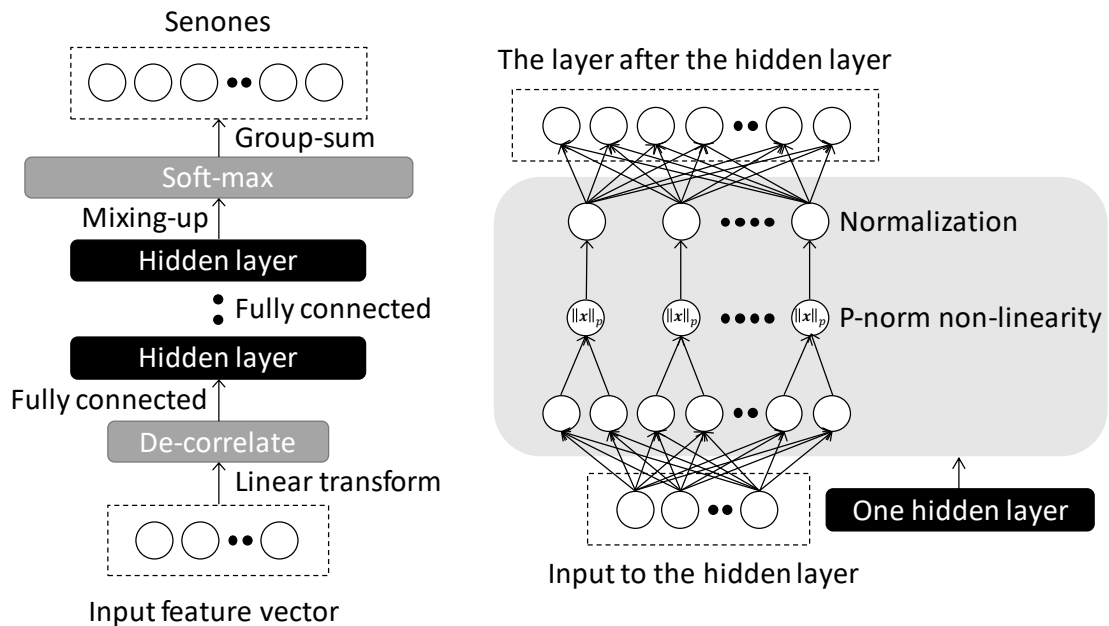 Senones
Group-sum
Soft-max
Mixing-up
Hidden layer
Fully connected
Hidden layer
Fully connected
De-correlate
Linear transform
Input feature vector
The layer after the hidden layer
Normalization
‖x‖p ‖x‖p ‖x‖p P-norm non-linearity
One hidden layer
Input to the hidden layer